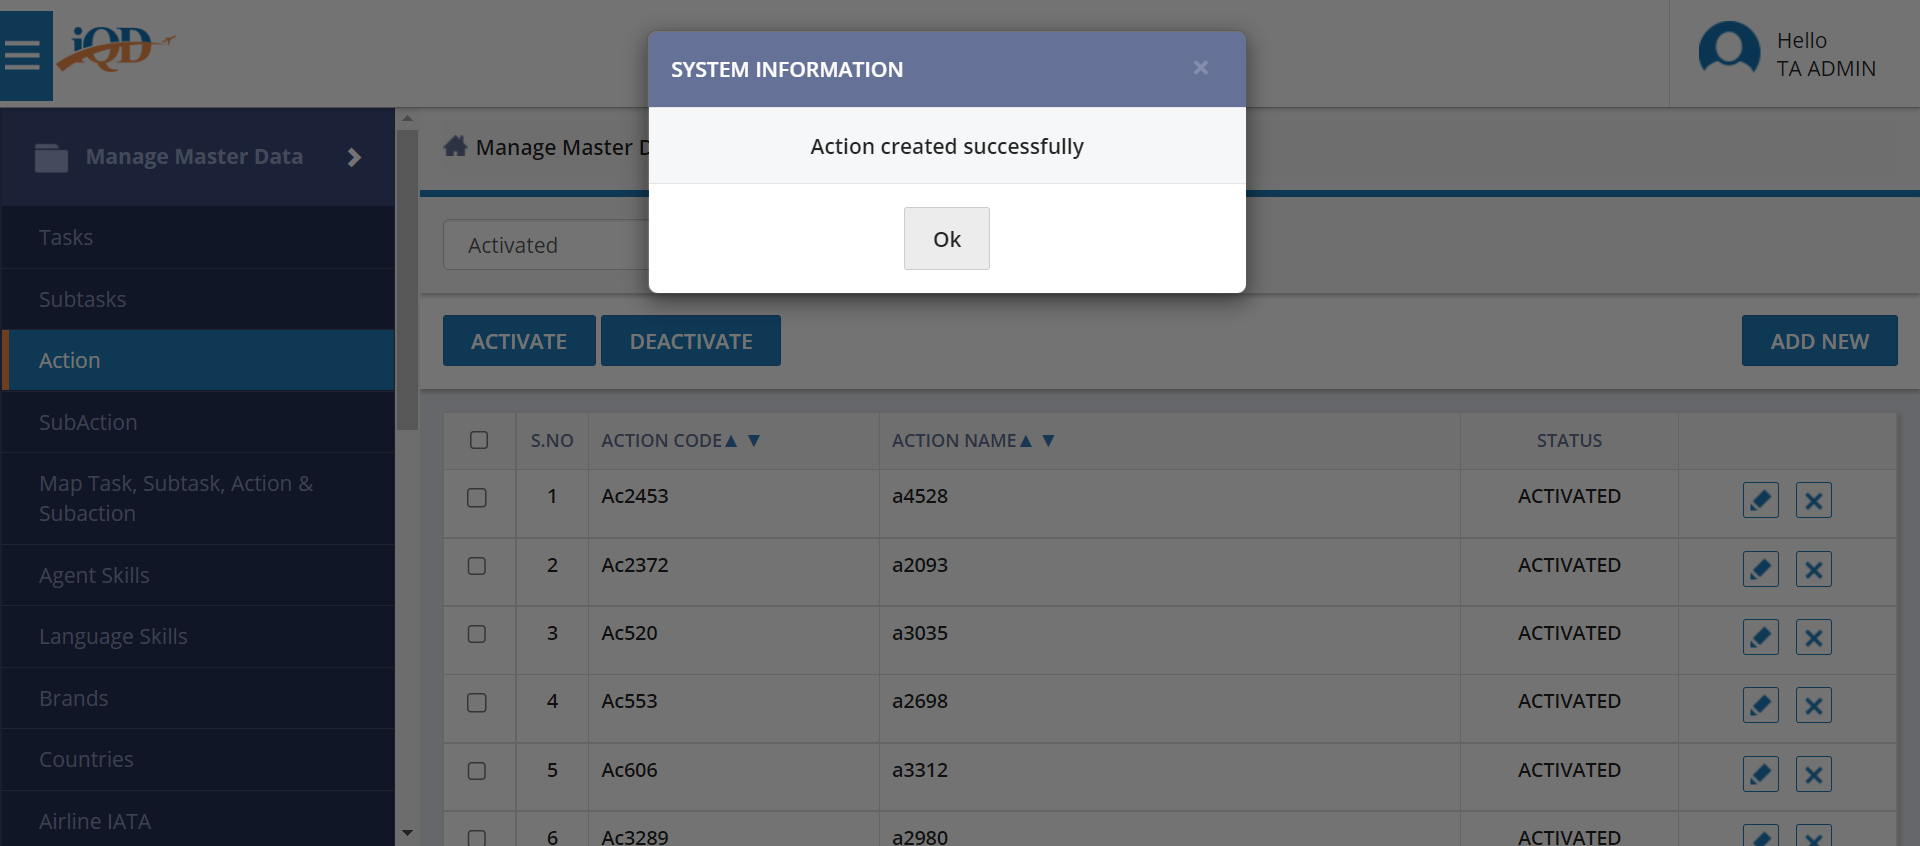 iQD
Hello
TA ADMIN
SYSTEM INFORMATION
Action created successfully
Ok
Manage Master Data
Tasks
Subtasks
Action
SubAction
Map Task, Subtask, Action &
Subaction
Agent Skills
Language Skills
Brands
Countries
Airline IATA
Manage Master
Activated
ACTIVATE DEACTIVATE ADD NEW
S.NO ACTION CODE ACTION NAME STATUS
1 Ac2453 a4528 ACTIVATED
2 Ac2372 a2093 ACTIVATED
3 Ac520 a3035 ACTIVATED
4 Ac553 a2698 ACTIVATED
5 Ac606 a3312 ACTIVATED
6 Ac3289 a2980 ACTIVATED